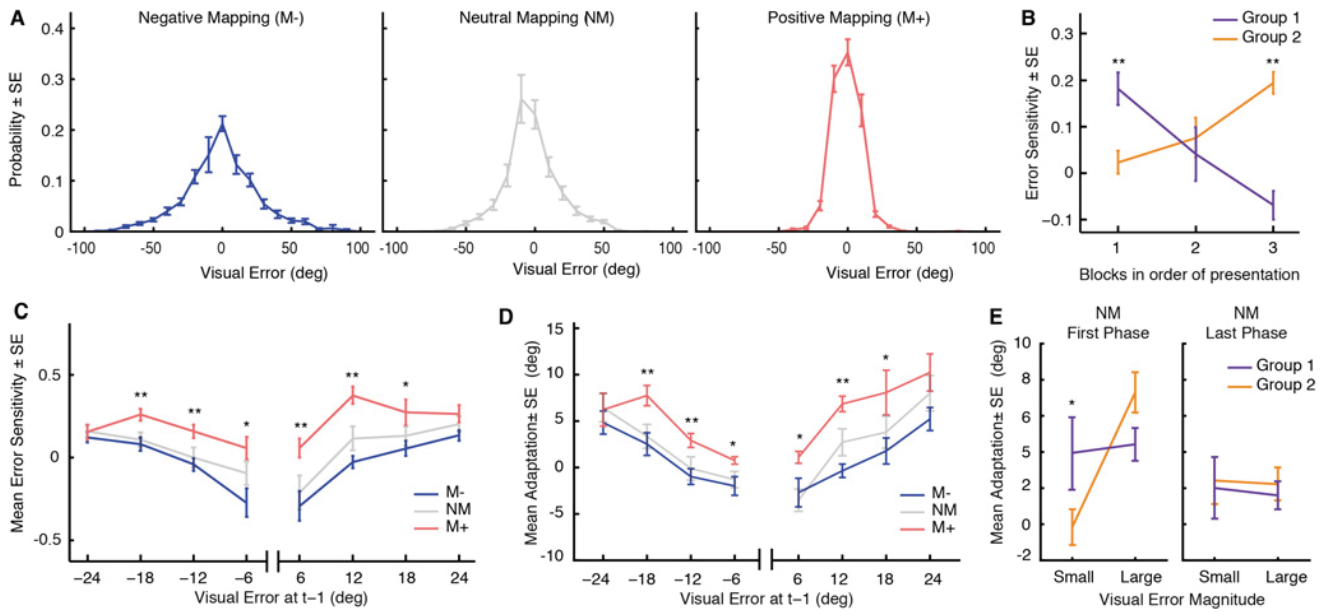 A
Negative Mapping (M-)
Neutral Mapping (NM)
Positive Mapping (M+)
Probability ± SE
0.4
0.3
0.2
0.1
0
-100 -50 0 50 100
Visual Error (deg)
-100 -50 0 50 100
Visual Error (deg)
-100 -50 0 50 100
Visual Error (deg)
B
Group 1
Group 2
Error Sensitivity ± SE
0.3
0.2
0.1
0
−0.1
** **
1 2 3
Blocks in order of presentation
C
Mean Error Sensitivity ± SE
0.5
0
-0.5
** ** * ** ** *
M-
NM
M+
−24 −18 −12 −6 6 12 18 24
Visual Error at t−1 (deg)
D
Mean Adaptation± SE (deg)
15
10
5
0
-5
-10
** ** * * ** *
M-
NM
M+
−24 −18 −12 −6 6 12 18 24
Visual Error at t−1 (deg)
E
NM
First Phase
NM
Last Phase
Mean Adaptation± SE (deg)
10
8
6
5
2
0
-2
*
Group 1
Group 2
Small Large
Small Large
Visual Error Magnitude